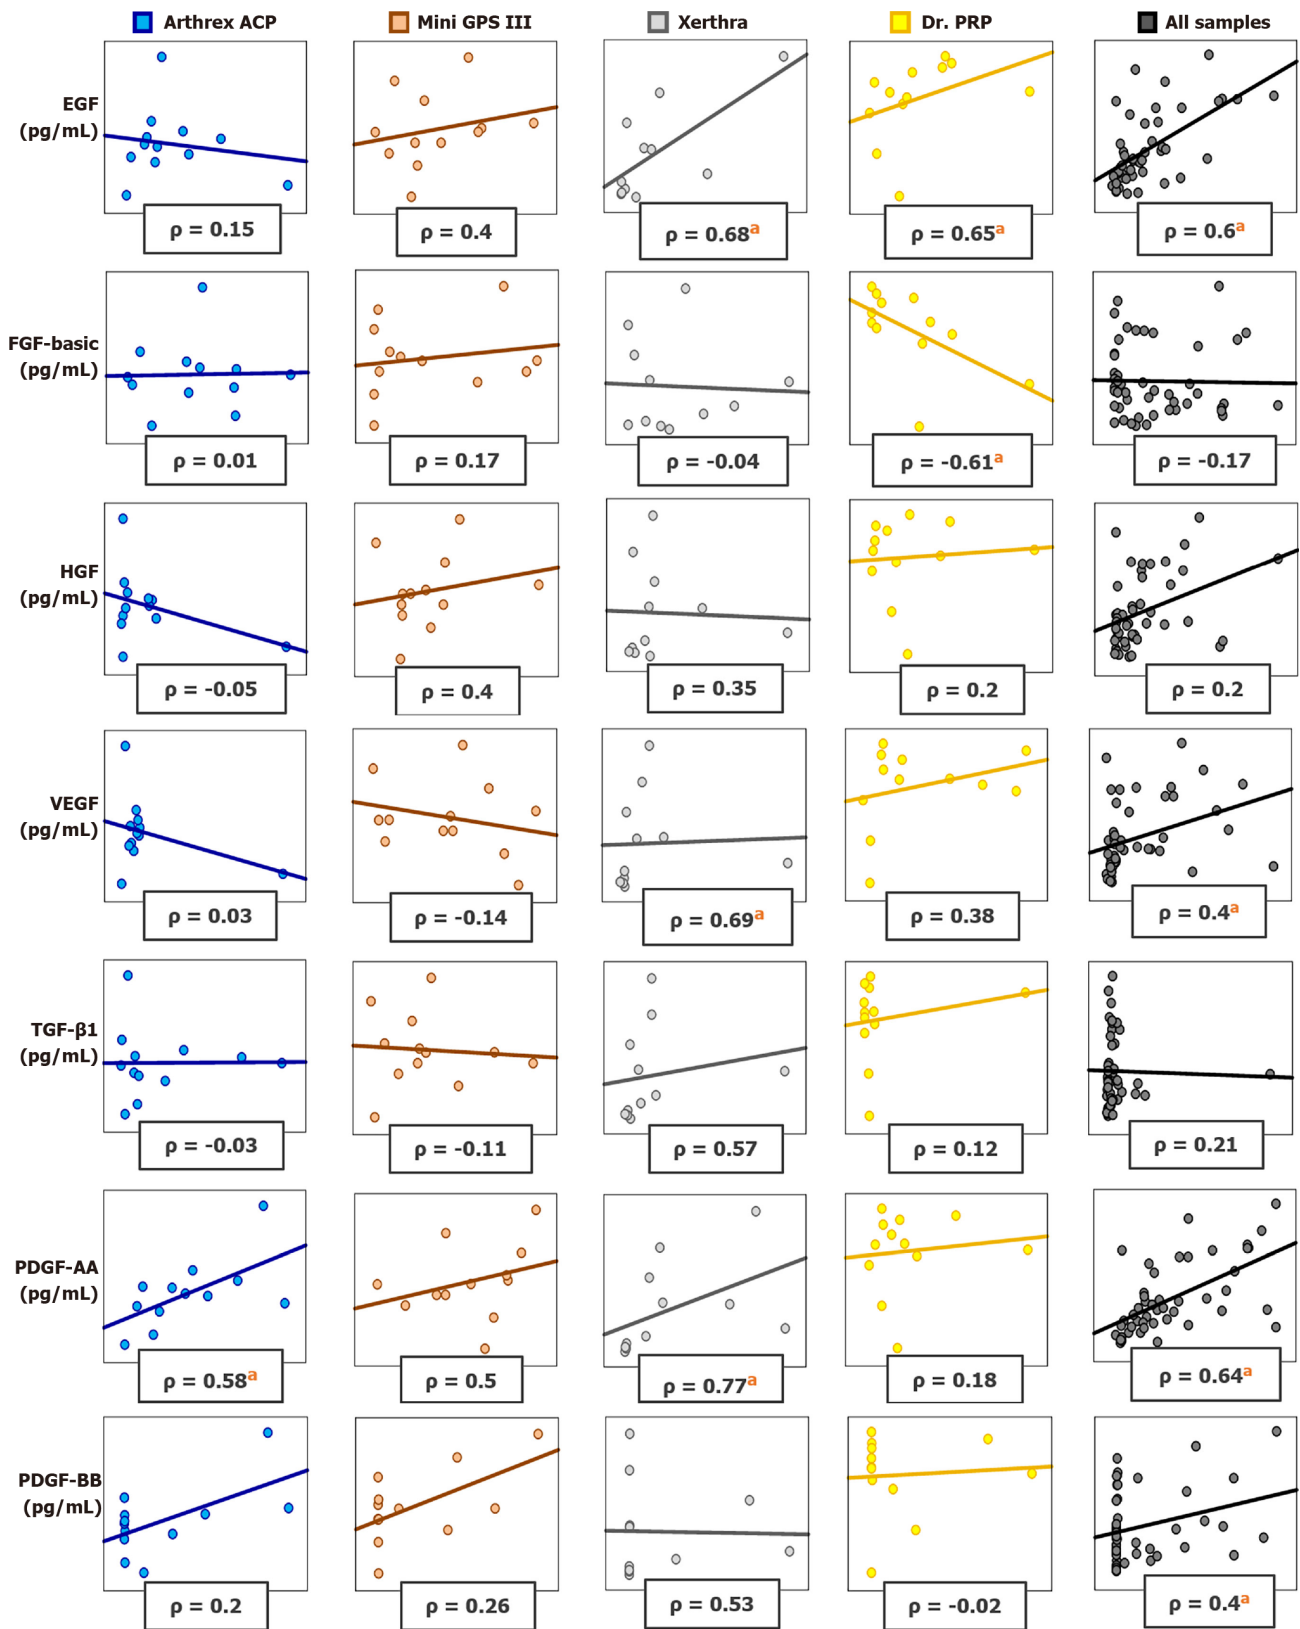 Arthrex ACP Mini GPS III Xerthra Dr. PRP All samples
EGF
(pg/mL)
ρ = 0.15 ρ = 0.4 ρ = 0.68a ρ = 0.65a ρ = 0.6a
FGF-basic
(pg/mL)
ρ = 0.01 ρ = 0.17 ρ = -0.04 ρ = -0.61a ρ = -0.17
HGF
(pg/mL)
ρ = -0.05 ρ = 0.4 ρ = 0.35 ρ = 0.2 ρ = 0.2
VEGF
(pg/mL)
ρ = 0.03 ρ = -0.14 ρ = 0.69a ρ = 0.38 ρ = 0.4a
TGF-β1
(pg/mL)
ρ = -0.03 ρ = -0.11 ρ = 0.57 ρ = 0.12 ρ = 0.21
PDGF-AA
(pg/mL)
ρ = 0.58a ρ = 0.5 ρ = 0.77a ρ = 0.18 ρ = 0.64a
PDGF-BB
(pg/mL)
ρ = 0.2 ρ = 0.26 ρ = 0.53 ρ = -0.02 ρ = 0.4a